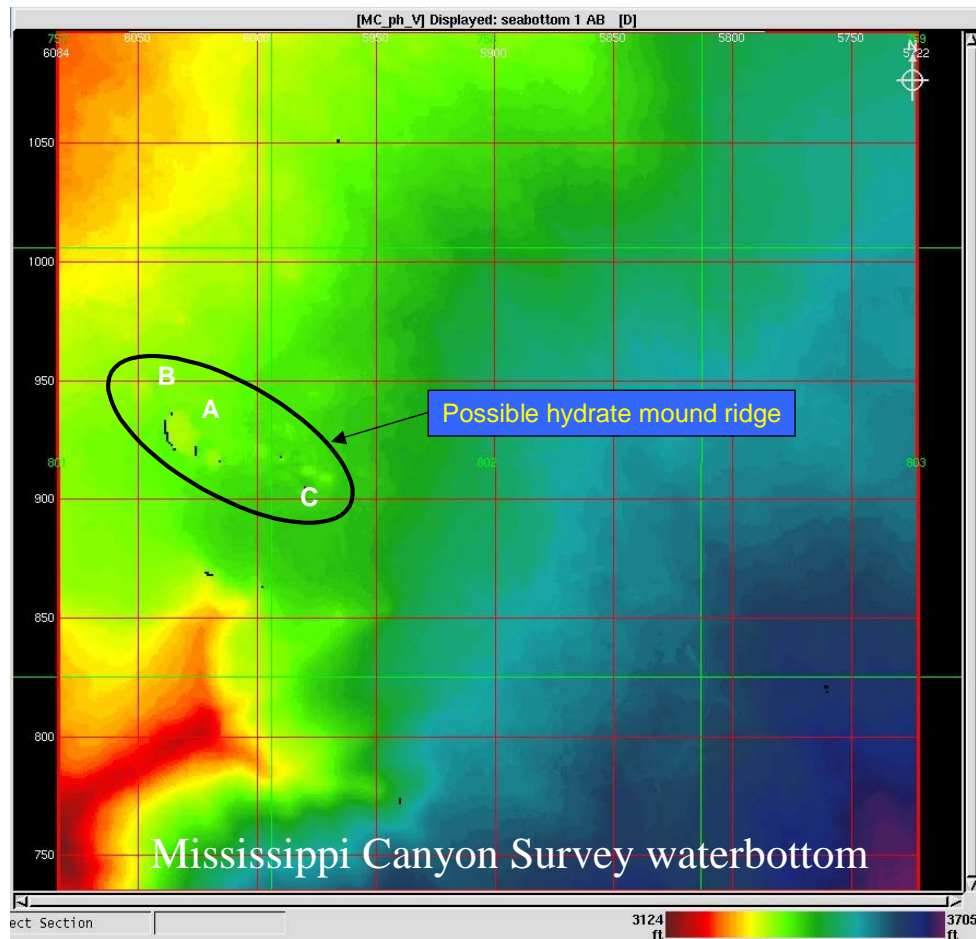 [MC_ph_V] Displayed: seabottom 1 AB [D]
6050 6000 5950 5850 5800 5750
6084 5900 5722
N
1050
1000
950
B
A
Possible hydrate mound ridge
801 802 803
900
C
850
800
750
Mississippi Canyon Survey waterbottom
ect Section
3124 3705
ft ft